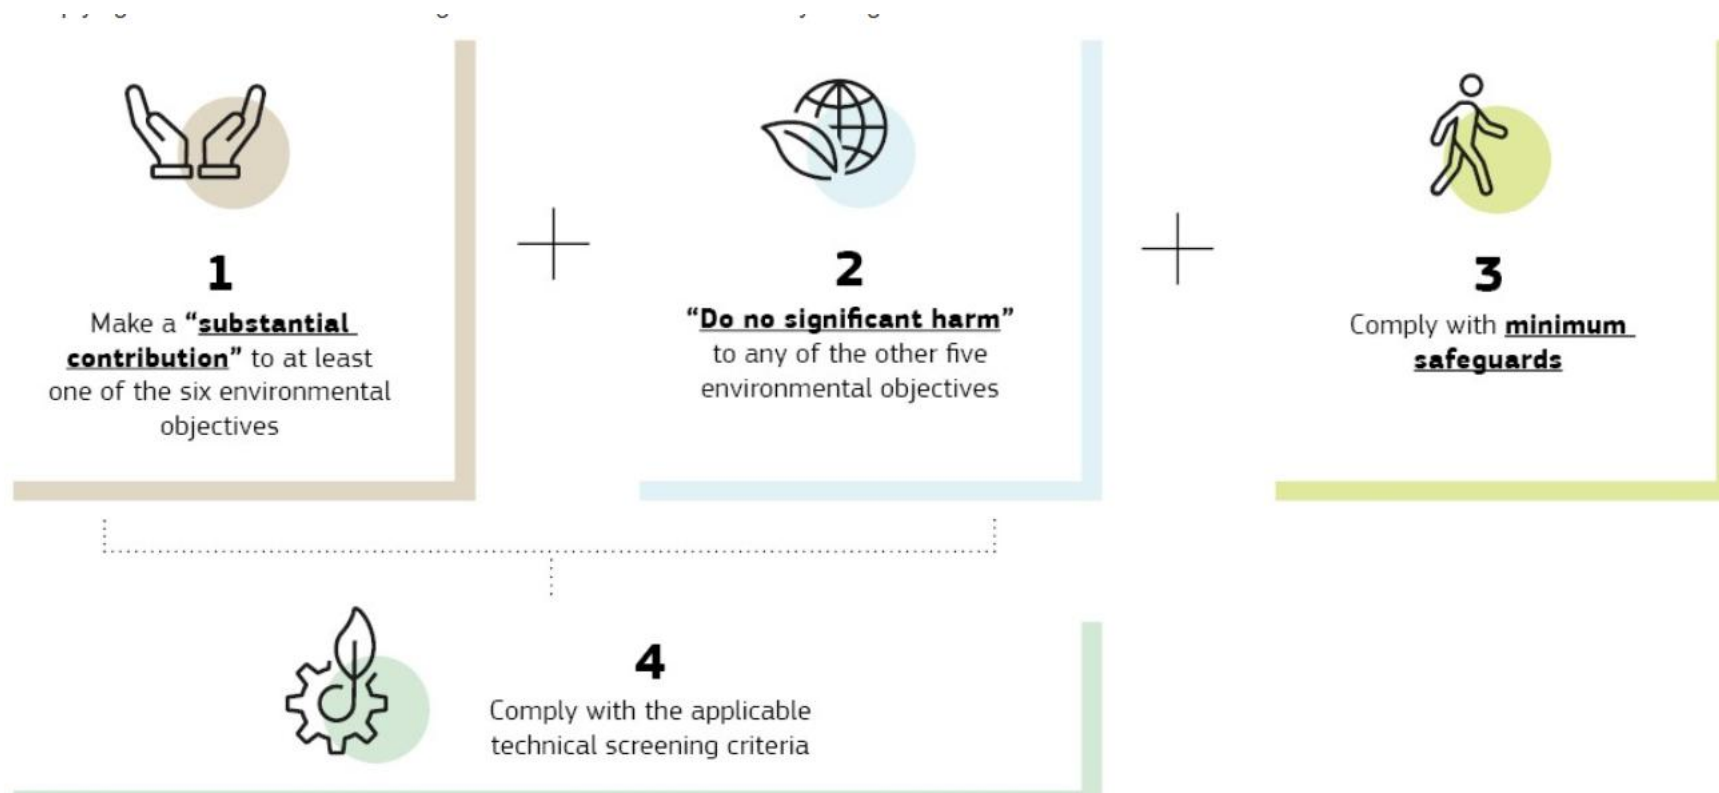 1
Make a “substantial
contribution” to at least
one of the six environmental
objectives
2
“Do no significant harm”
to any of the other five
environmental objectives
3
Comply with minimum
safeguards
4
Comply with the applicable
technical screening criteria